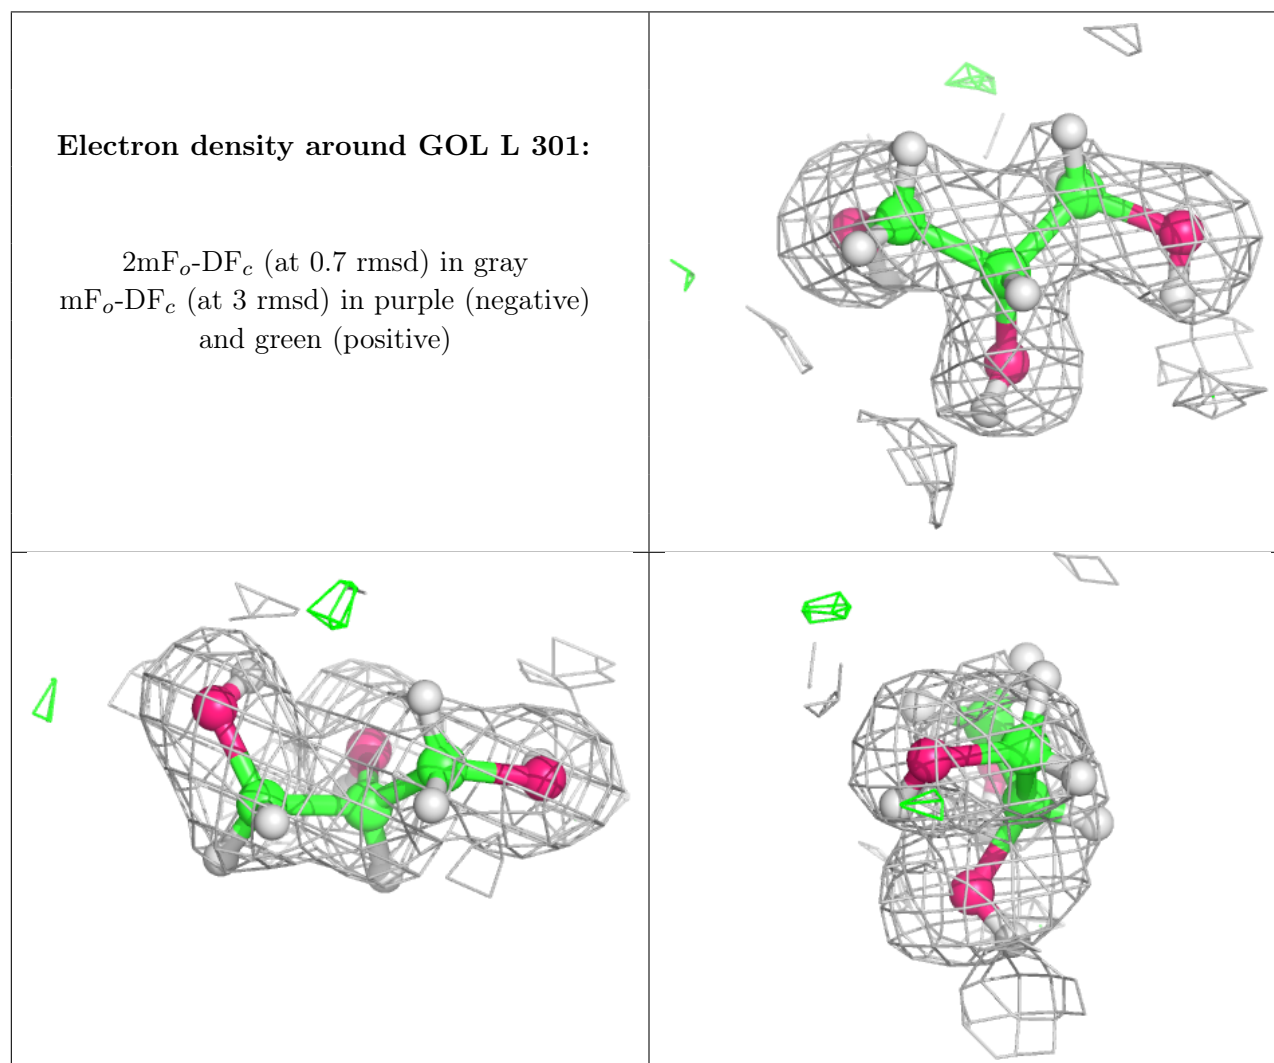 Electron density around GOL L 301:
2mFo-DFc (at 0.7 rmsd) in gray
mFo-DFc (at 3 rmsd) in purple (negative)
and green (positive)